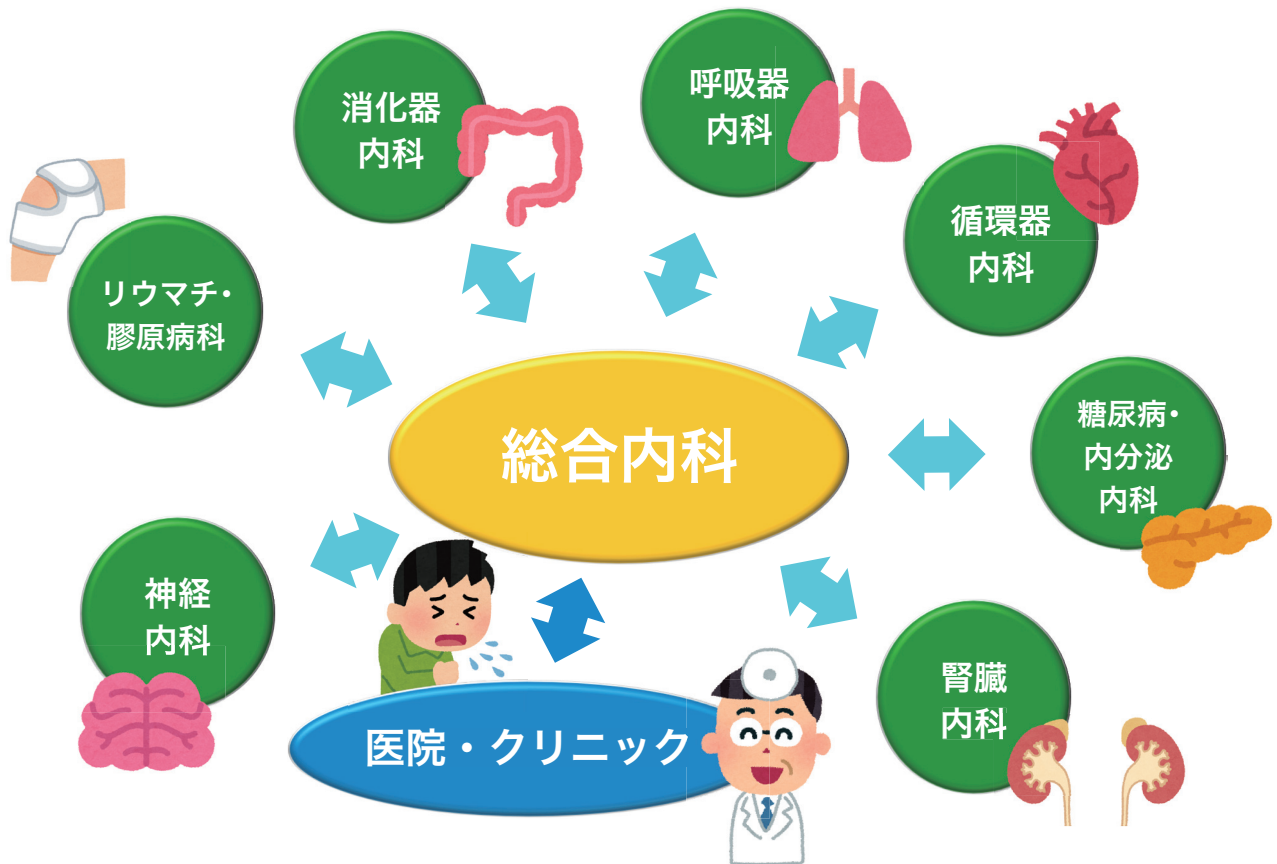 消化器
内科
呼吸器
内科
循環器
内科
リウマチ・
膠原病科
糖尿病・
内分泌
内科
総合内科
神経
内科
腎臓
内科
医院・クリニック